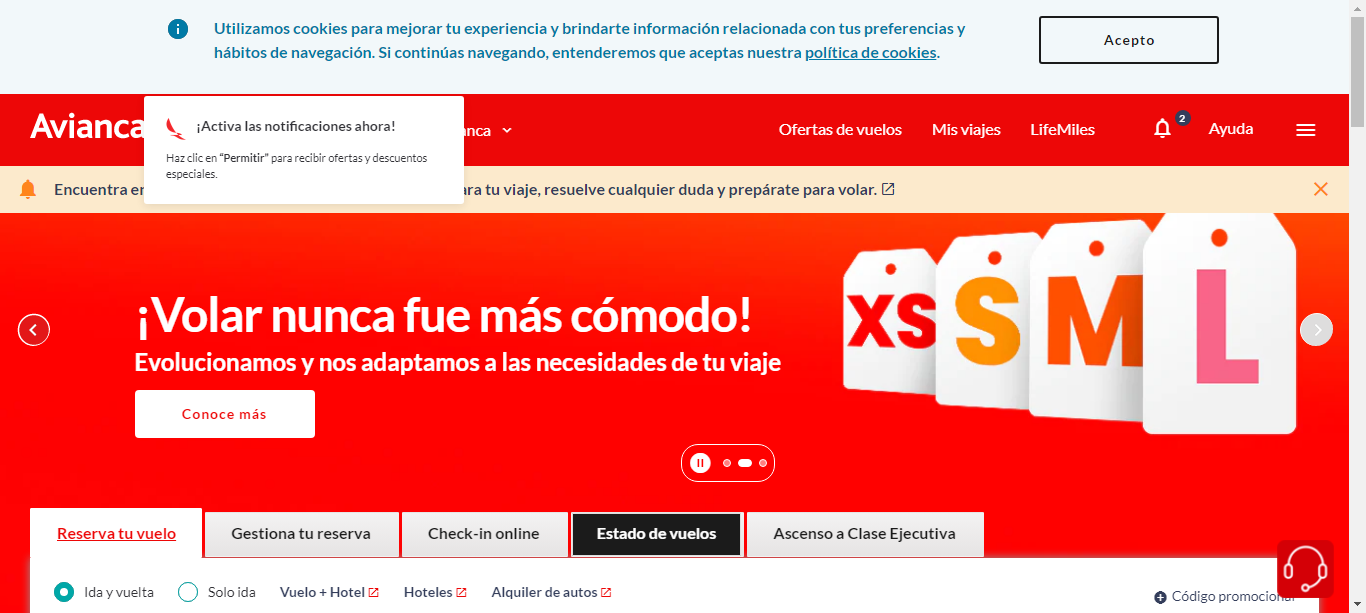 Utilizamos cookies para mejorar tu experiencia y brindarte información relacionada con tus preferencias y
hábitos de navegación. Si continúas navegando, entenderemos que aceptas nuestra política de cookies.
Acepto
Avianca
¡Activa las notificaciones ahora!
Haz clic en “Permitir” para recibir ofertas y descuentos
especiales.
Ofertas de vuelos
Mis viajes
LifeMiles
2
Ayuda
Encuentra
para tu viaje, resuelve cualquier duda y prepárate para volar.
¡Volar nunca fue más cómodo!
Evolucionamos y nos adaptamos a las necesidades de tu viaje
Conoce más
XS
S
M
L
Reserva tu vuelo
Gestiona tu reserva
Check-in online
Estado de vuelos
Ascenso a Clase Ejecutiva
Ida y vuelta
Solo ida
Vuelo + Hotel
Hoteles
Alquiler de autos
Código promocional